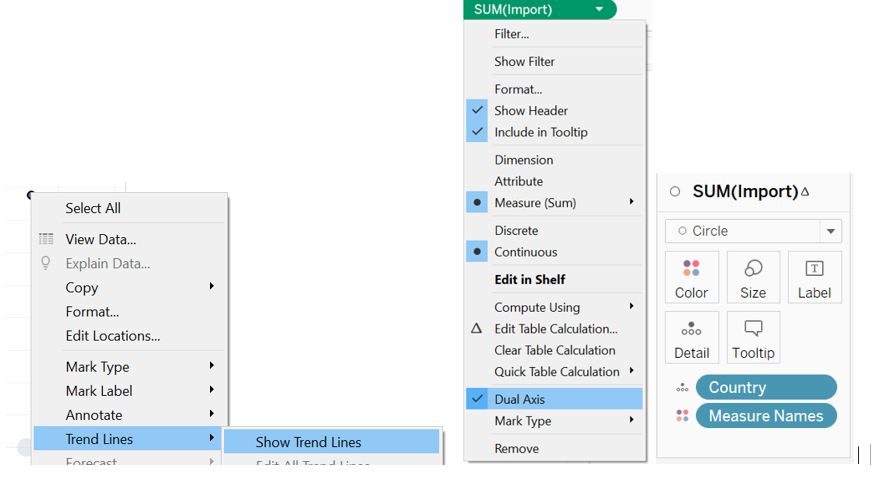 Select All
View Data...
Explain Data...
Copy
Format...
Edit Locations...
Mark Type
Mark Label
Annotate
Trend Lines
Show Trend Lines
Forecast
Edit All Trend Lines
SUM(Import)
Filter...
Show Filter
Format...
Show Header
Include in Tooltip
Dimension
Attribute
Measure (Sum)
Discrete
Continuous
Edit in Shelf
Compute Using
Edit Table Calculation...
Clear Table Calculation
Quick Table Calculation
Dual Axis
Mark Type
Remove
SUM(Import) Δ
Circle
Color Size Label
Detail Tooltip
Country
Measure Names